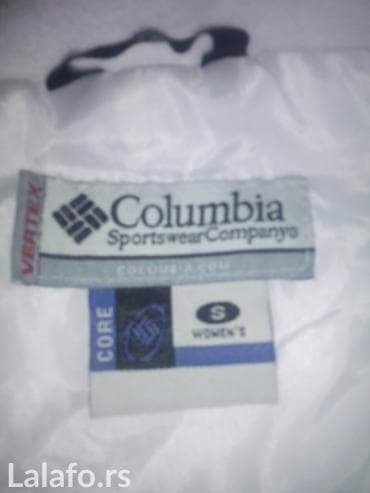 VERTEX
Columbia
SportswearCompany®
COLUMBIA.COM
CORE
S
WOMEN'S
Lalafo.rs